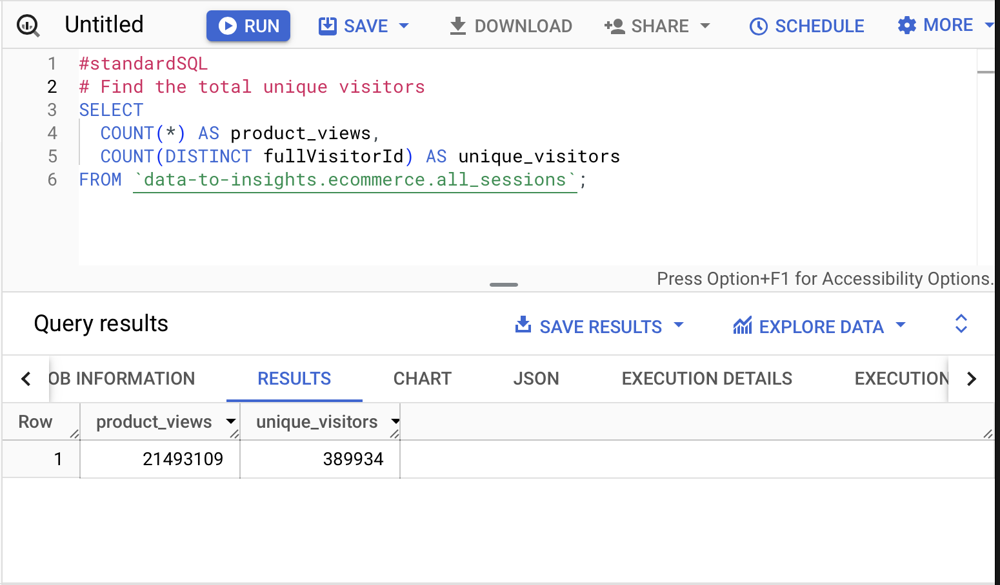 Untitled RUN SAVE DOWNLOAD SHARE SCHEDULE MORE
1 #standardSQL
2 # Find the total unique visitors
3 SELECT
4 COUNT(*) AS product_views,
5 COUNT(DISTINCT fullVisitorId) AS unique_visitors
6 FROM `data-to-insights.ecommerce.all_sessions`;
Press Option+F1 for Accessibility Options.
Query results SAVE RESULTS EXPLORE DATA
OB INFORMATION RESULTS CHART JSON EXECUTION DETAILS EXECUTION
Row product_views unique_visitors
1 21493109 389934